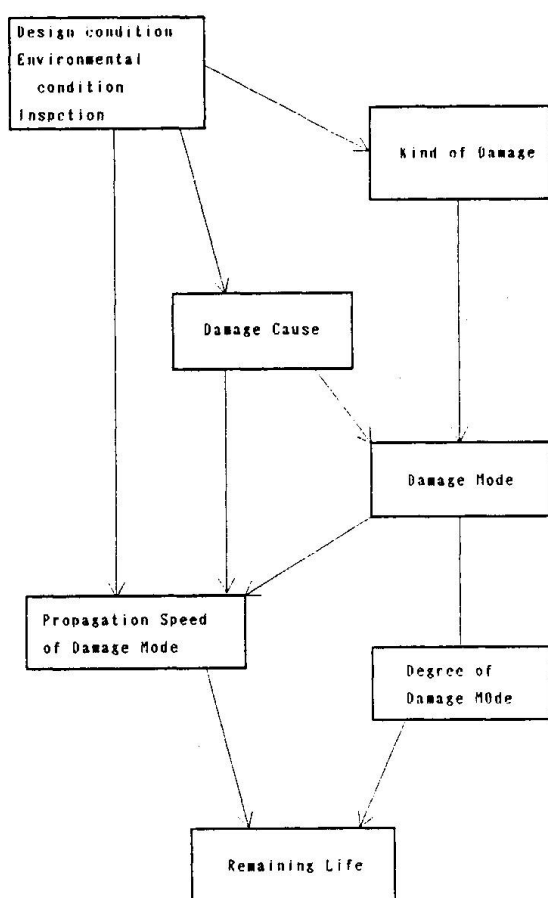 Design condition
Environmental
condition
Inspction
Kind of Damage
Damage Cause
Damage Mode
Propagation Speed
of Damage Mode
Degree of
Damage M0de
Remaining Life